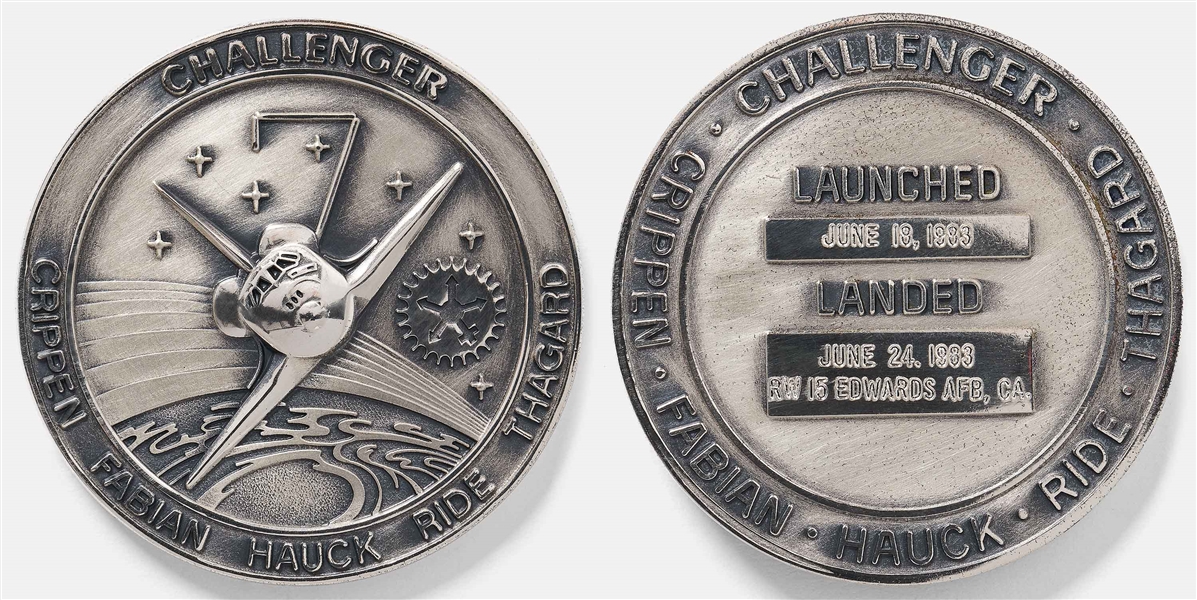 CHALLENGER
7
CRIPPEN FABIAN HAUCK RIDE THAGARD
· CHALLENGER ·
LAUNCHED
JUNE 18, 1983
LANDED
JUNE 24. 1983
RW 15 EDWARDS AFB, CA.
CRIPPEN · FABIAN · HAUCK · RIDE · THAGARD